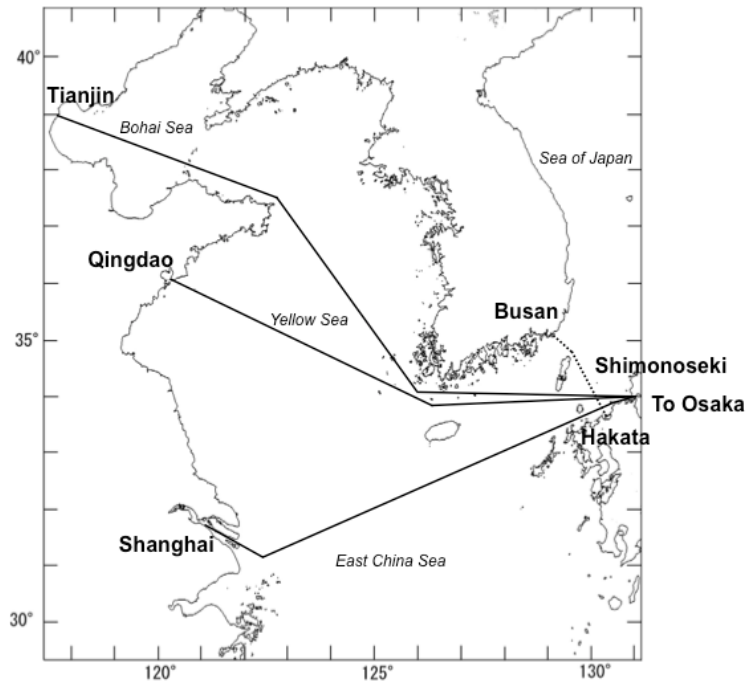 40°
Tianjin
Bohai Sea
Sea of Japan
Qingdao
Yellow Sea
Busan
35°
Shimonoseki
To Osaka
Hakata
Shanghai
East China Sea
30°
120°
125°
130°